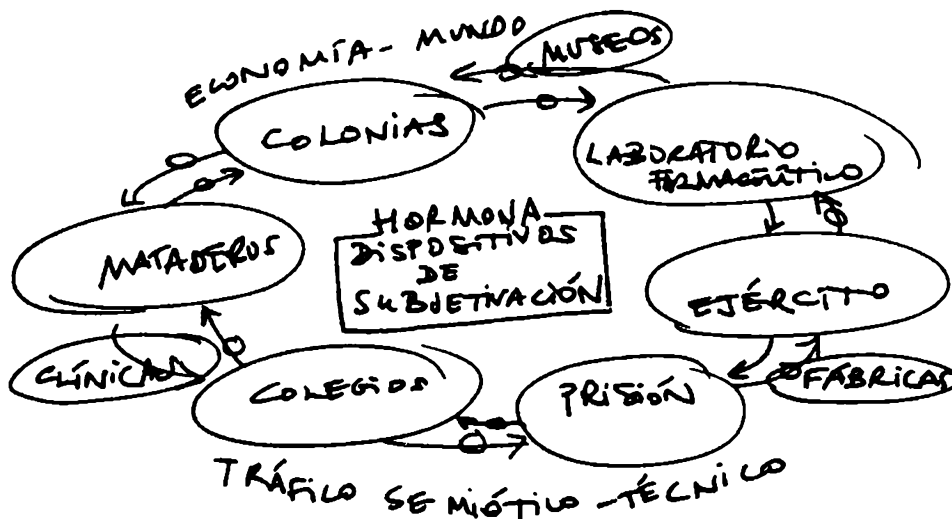 ECONOMÍA - MUNDO
MUSEOS
COLONIAS
LABORATORIO
FARMACÉUTICO
MATADEROS
HORMONA
DISPOSITIVOS
DE
SUBJETIVACIÓN
EJÉRCITO
CLÍNICAS
COLEGIOS
PRISIÓN
FÁBRICAS
TRÁFICO SEMIÓTICO-TÉCNICO